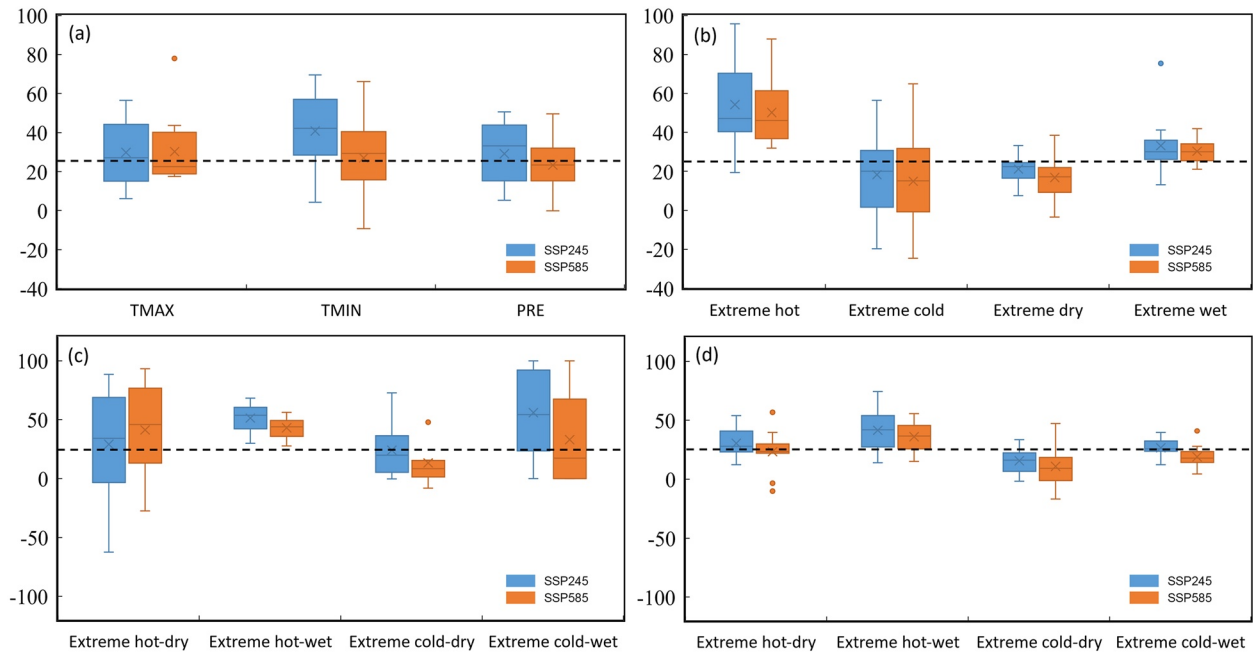 (a)
100
80
60
40
20
0
-20
-40
SSP245
SSP585
TMAX TMIN PRE
(b)
100
80
60
40
20
0
-20
-40
SSP245
SSP585
Extreme hot Extreme cold Extreme dry Extreme wet
(c)
100
50
0
-50
-100
SSP245
SSP585
Extreme hot-dry Extreme hot-wet Extreme cold-dry Extreme cold-wet
(d)
100
50
0
-50
-100
SSP245
SSP585
Extreme hot-dry Extreme hot-wet Extreme cold-dry Extreme cold-wet